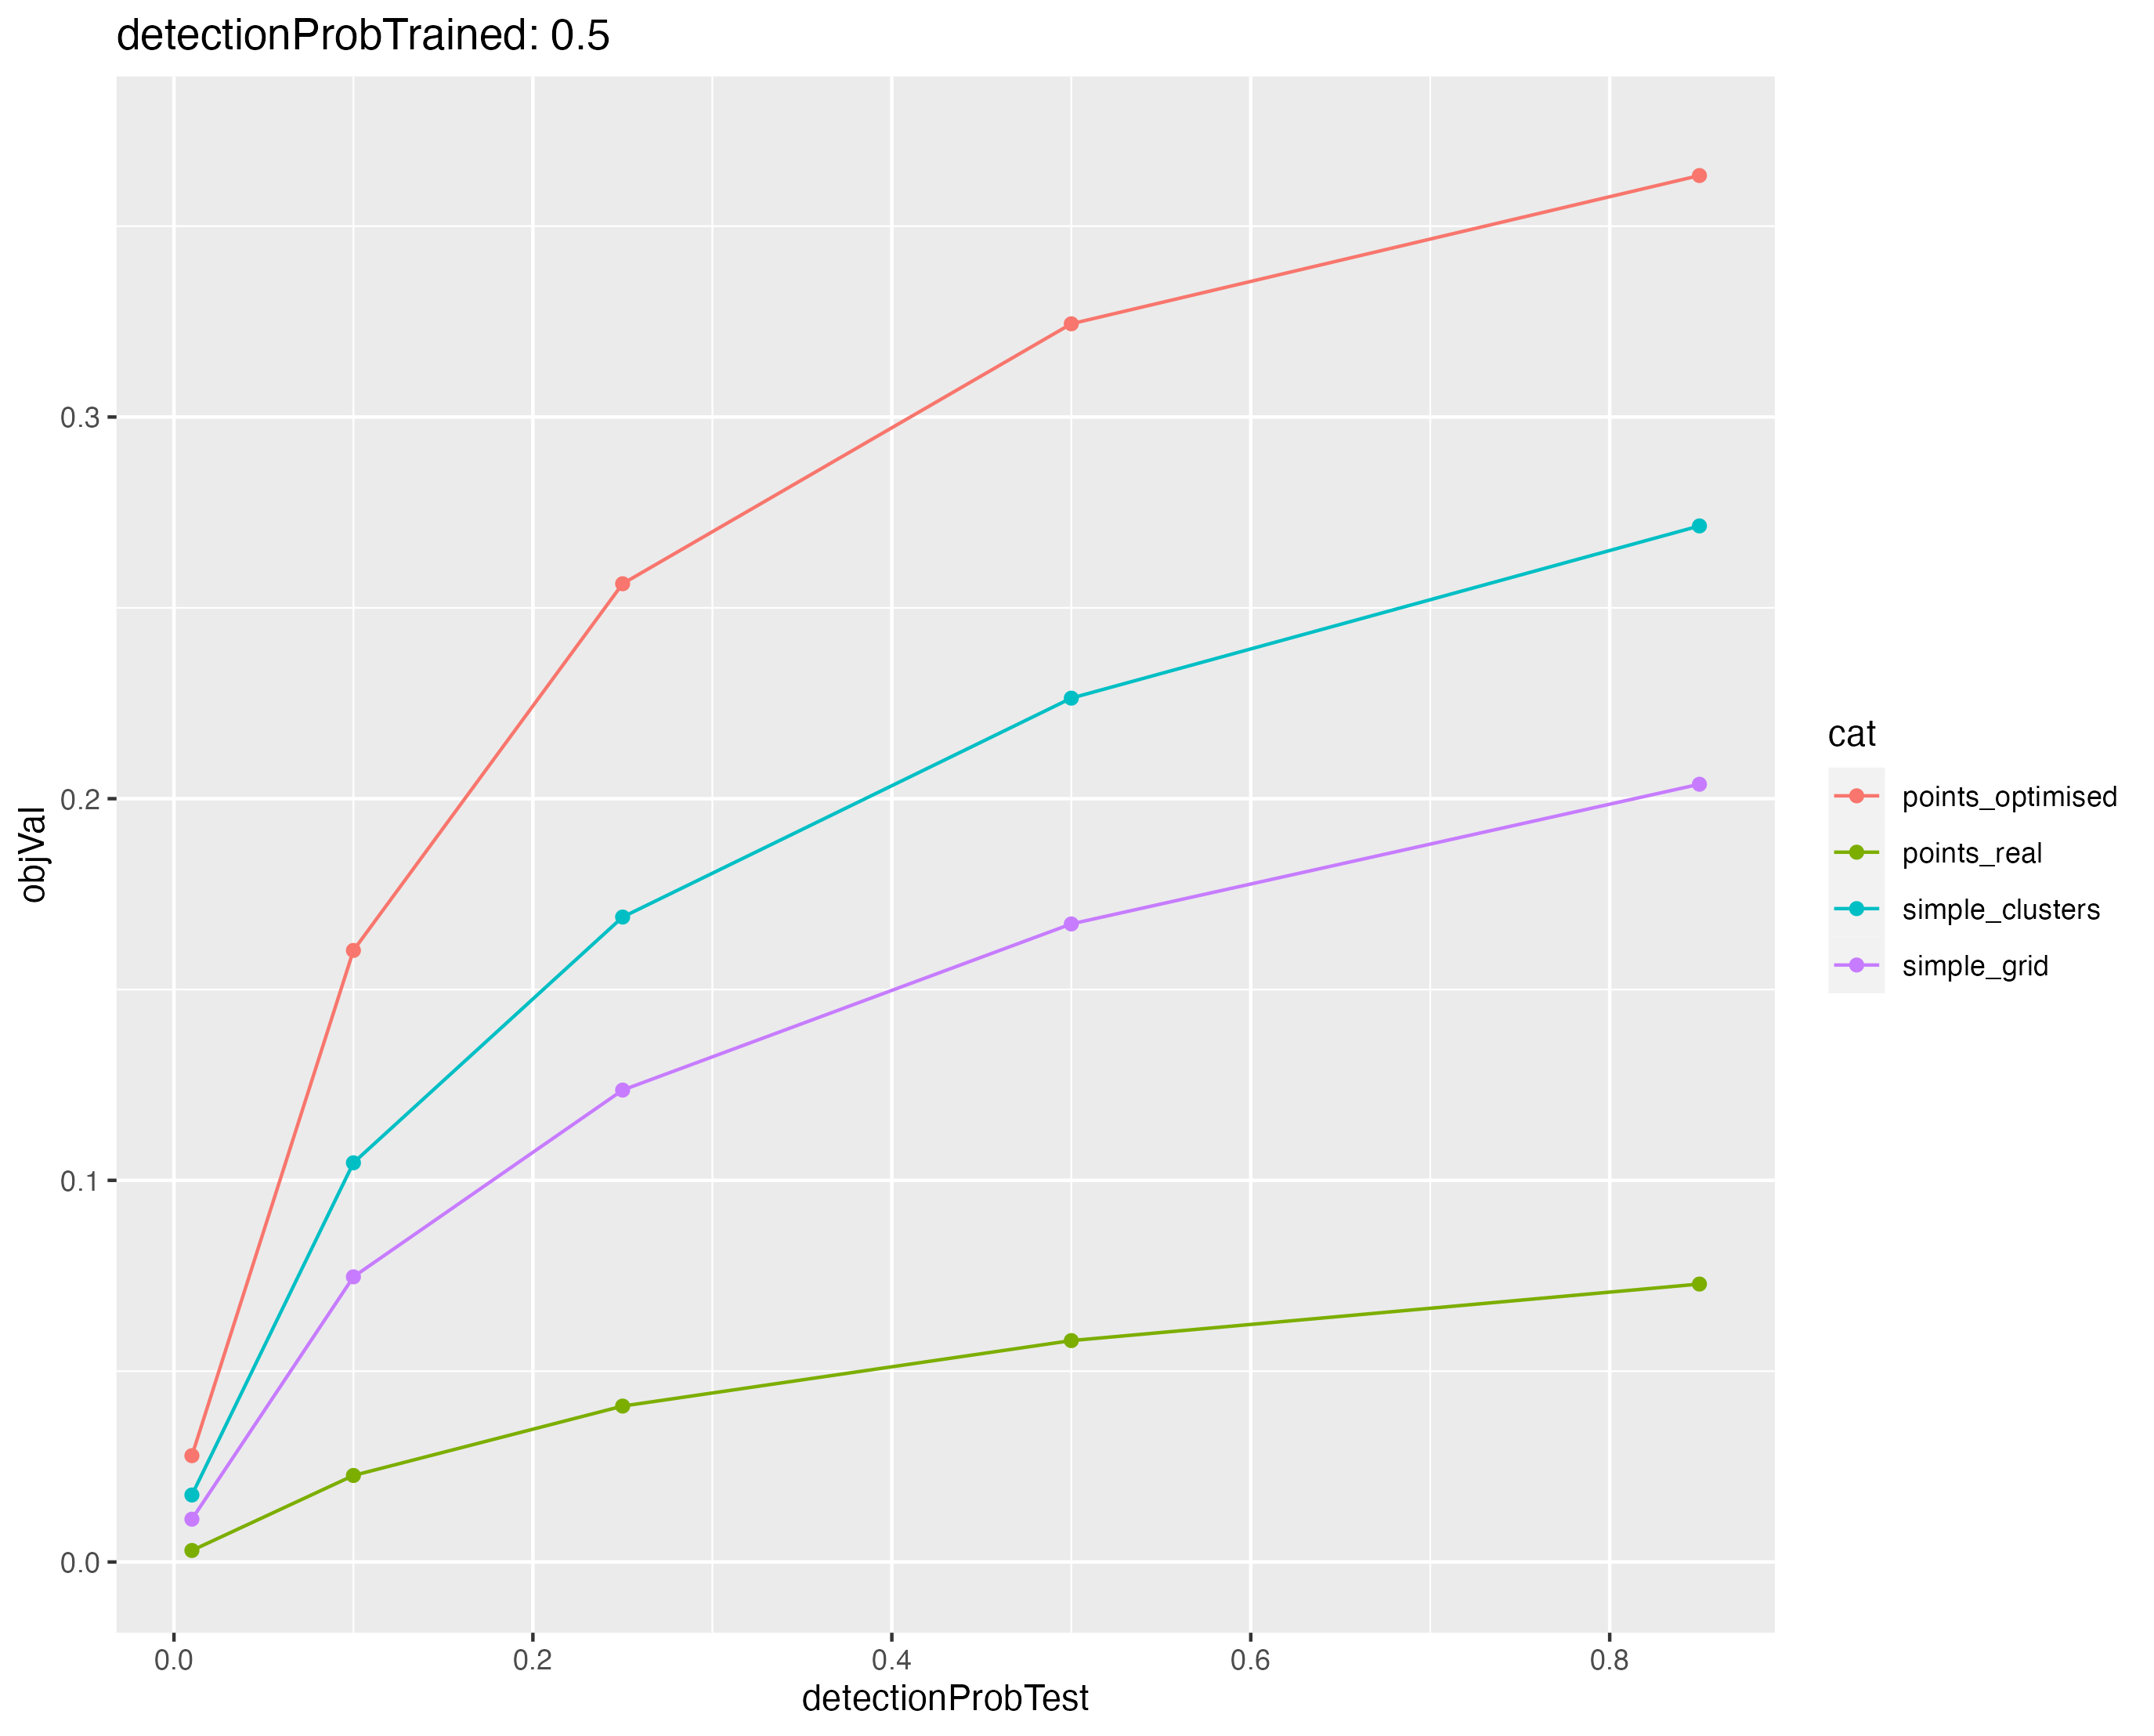 detectionProbTrained: 0.5
objVal
0.3
0.2
0.1
0.0
0.0 0.2 0.4 0.6 0.8
detectionProbTest
cat
points_optimised
points_real
simple_clusters
simple_grid